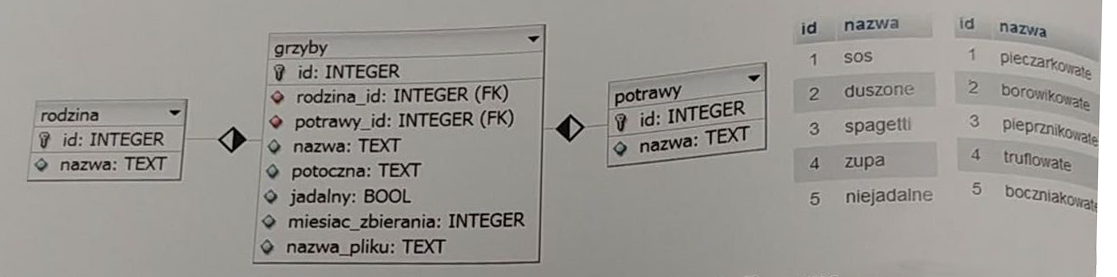 rodzina
id: INTEGER
nazwa: TEXT
grzyby
id: INTEGER
rodzina_id: INTEGER (FK)
potrawy_id: INTEGER (FK)
nazwa: TEXT
potoczna: TEXT
jadalny: BOOL
miesiac_zbierania: INTEGER
nazwa_pliku: TEXT
potrawy
id: INTEGER
nazwa: TEXT
id nazwa
1 sos
2 duszone
3 spagetti
4 zupa
5 niejadalne
id nazwa
1 pieczarkowate
2 borowikowate
3 pieprznikowate
4 truflowate
5 boczniakowate